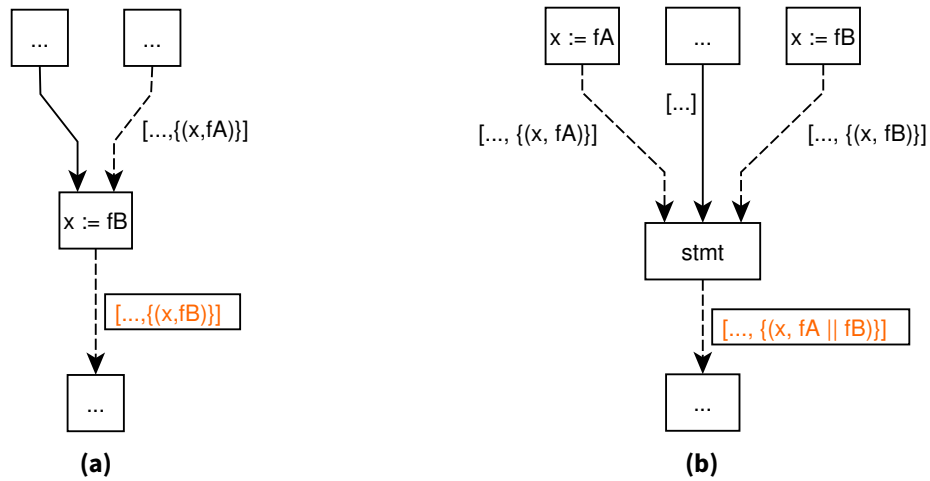 ...
...
[...,{(x,fA)}]
x := fB
[...,{(x,fB)}]
...
(a)
x := fA
...
x := fB
[...]
[..., {(x, fA)}]
[..., {(x, fB)}]
stmt
[..., {(x, fA || fB)}]
...
(b)